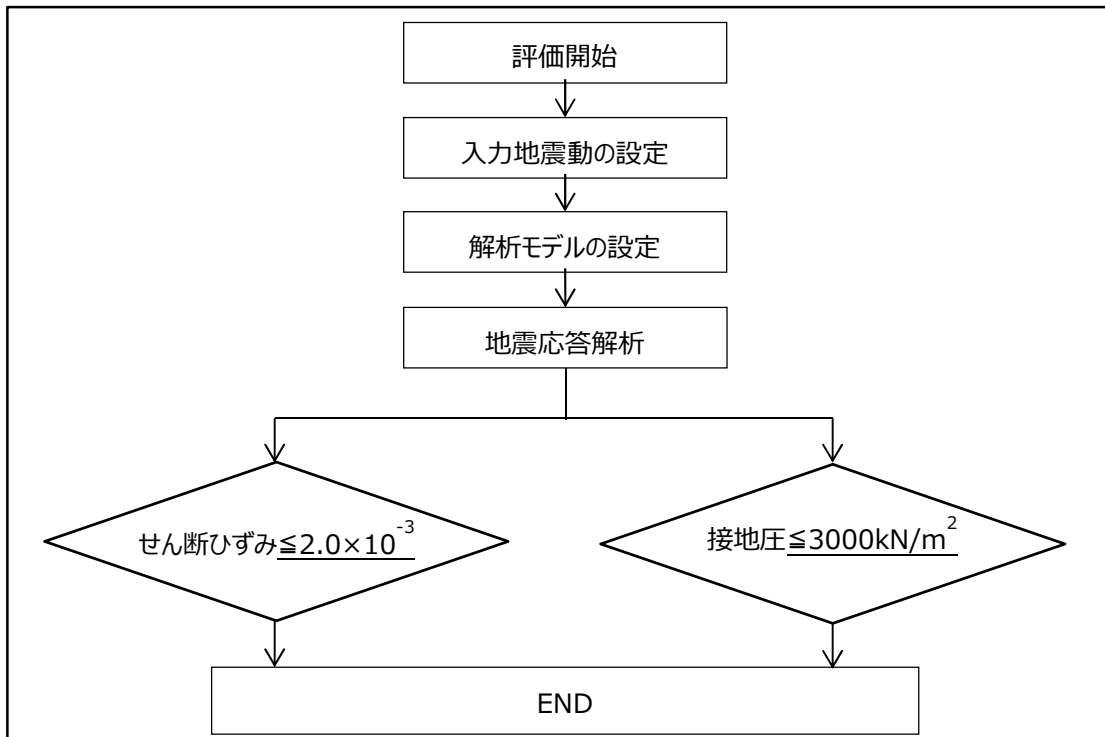 評価開始
入力地震動の設定
解析モデルの設定
地震応答解析
せん断ひずみ≦2.0×10⁻³
接地圧≦3000kN/m²
END